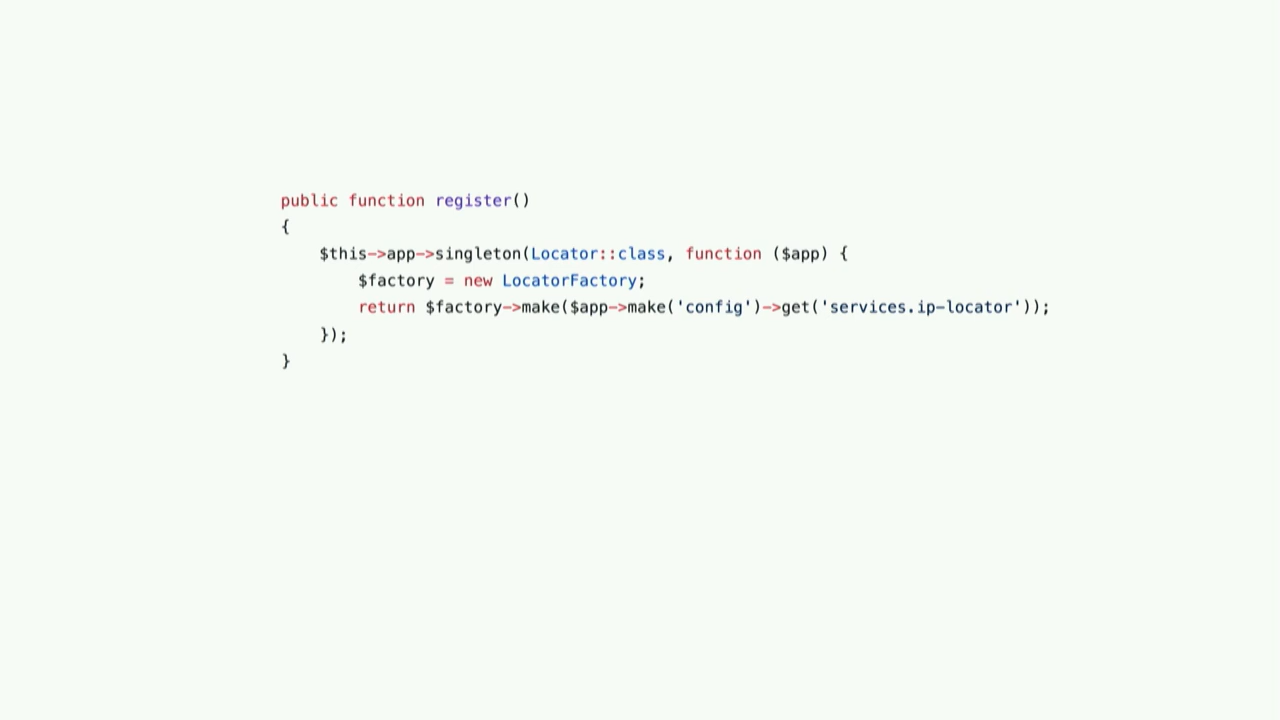 public function register()
{
    $this->app->singleton(Locator::class, function ($app) {
        $factory = new LocatorFactory;
        return $factory->make($app->make('config')->get('services.ip-locator'));
    });
}